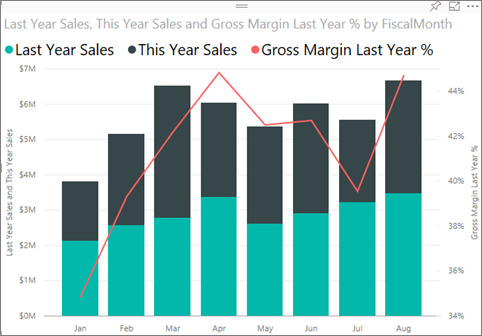 Last Year Sales, This Year Sales and Gross Margin Last Year % by FiscalMonth
Last Year Sales This Year Sales Gross Margin Last Year %
Last Year Sales and This Year Sales
$7M
$6M
$5M
$4M
$3M
$2M
$1M
$0M
Jan Feb Mar Apr May Jun Jul Aug
44%
42%
40%
38%
36%
34%
Gross Margin Last Year %